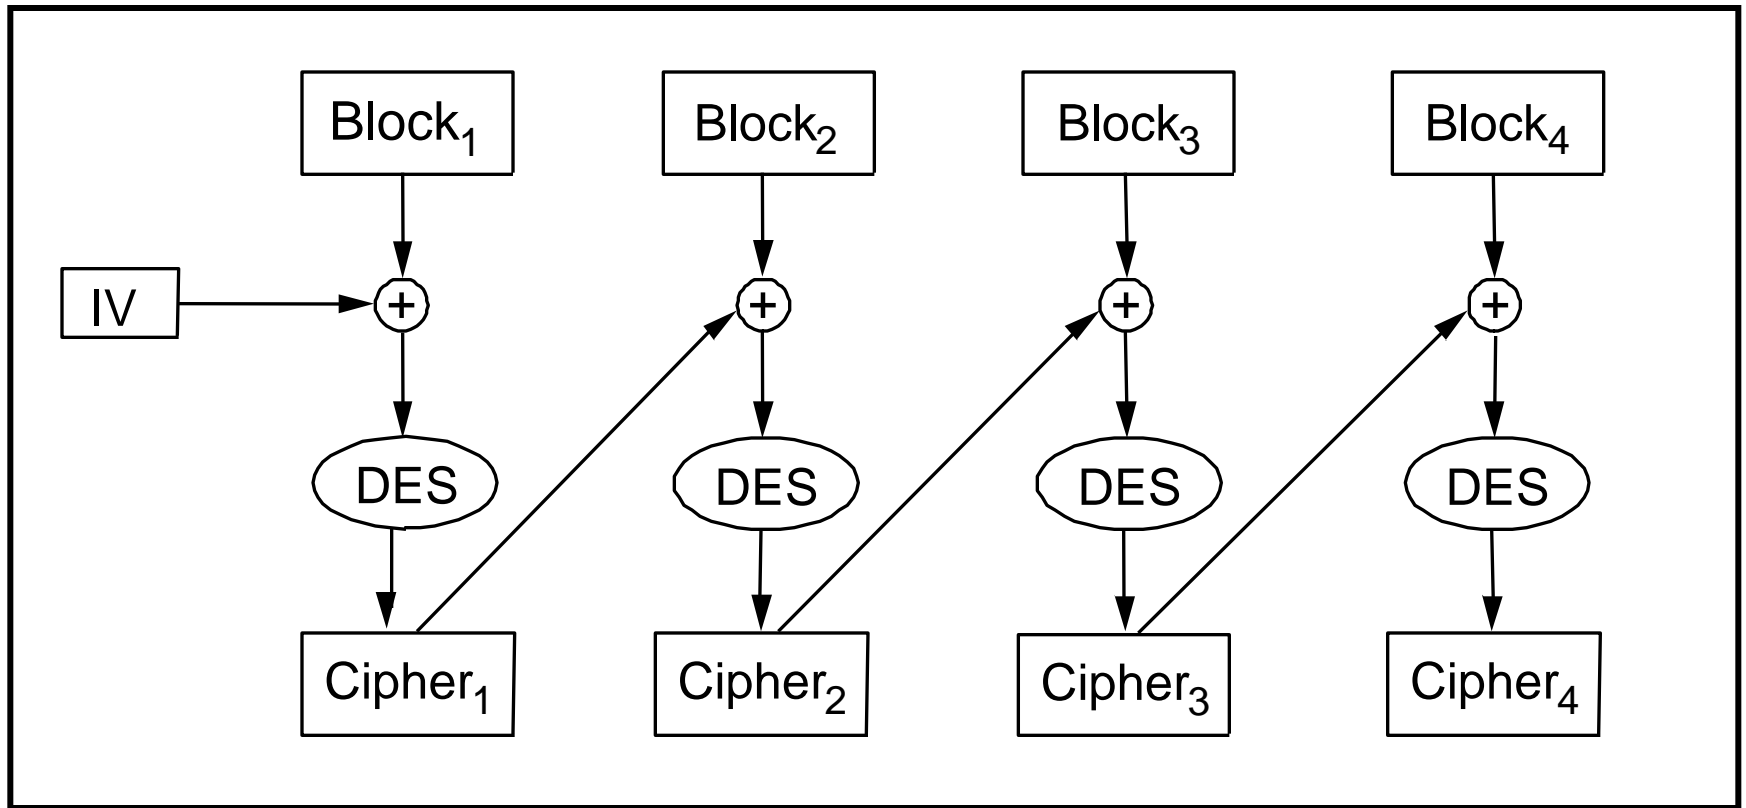 Block₁ Block₂ Block₃ Block₄
IV + + + +
DES DES DES DES
Cipher₁ Cipher₂ Cipher₃ Cipher₄